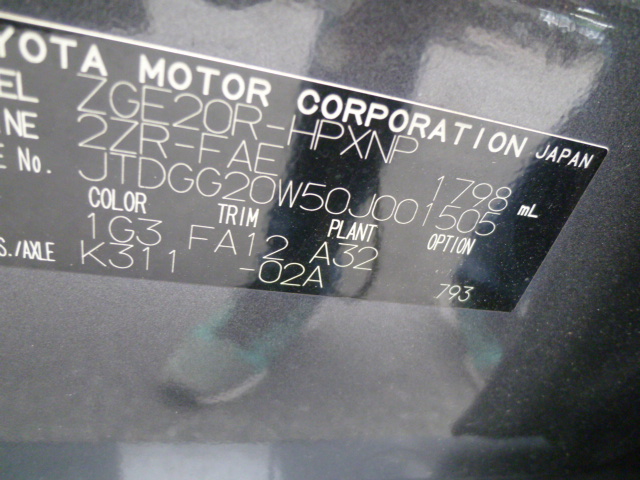 YOTA MOTOR CORPORATION JAPAN
EL ZGE20R-HPXNP
INE 2ZR-FAE 1798 mL
E No. JTDGG20W50J001505
COLOR TRIM PLANT OPTION
1G3 FA12 A32
S./AXLE K311 -02A 793